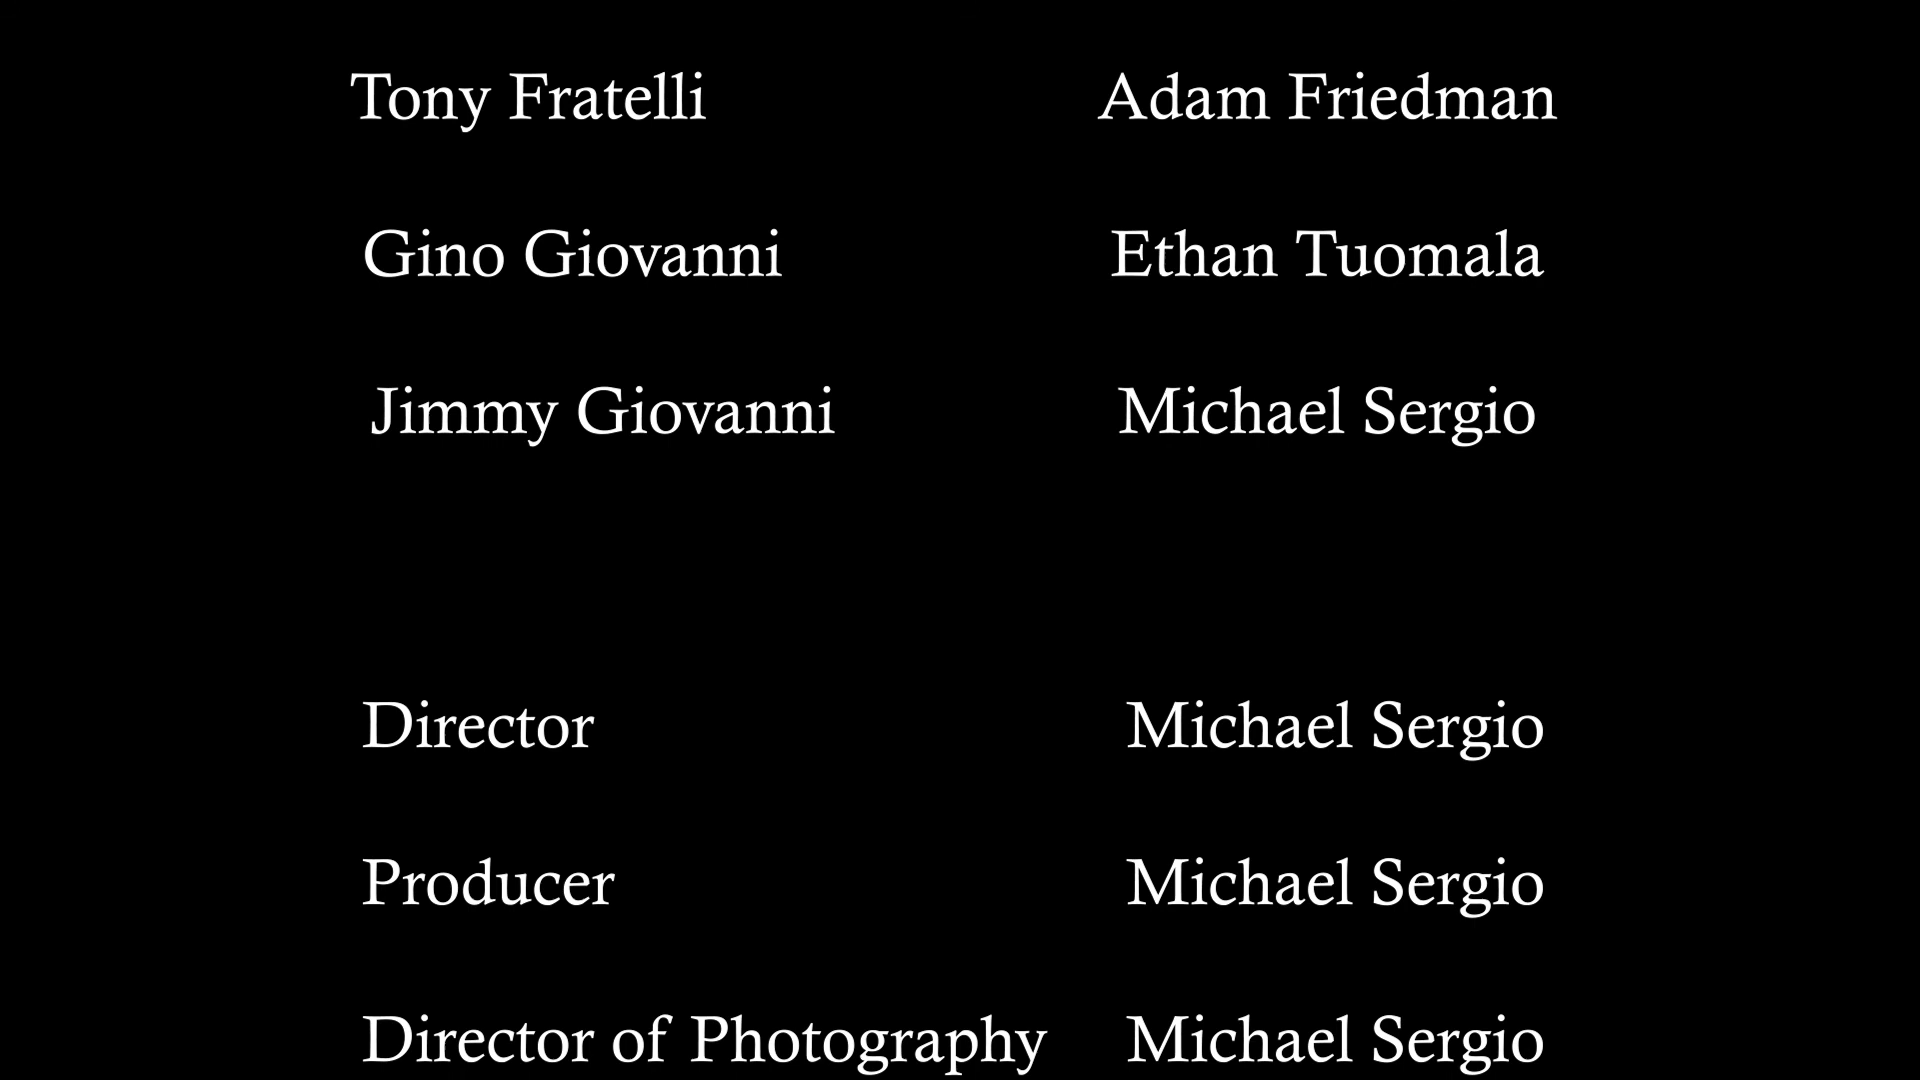 Tony Fratelli Adam Friedman
Gino Giovanni Ethan Tuomala
Jimmy Giovanni Michael Sergio
Director Michael Sergio
Producer Michael Sergio
Director of Photography Michael Sergio